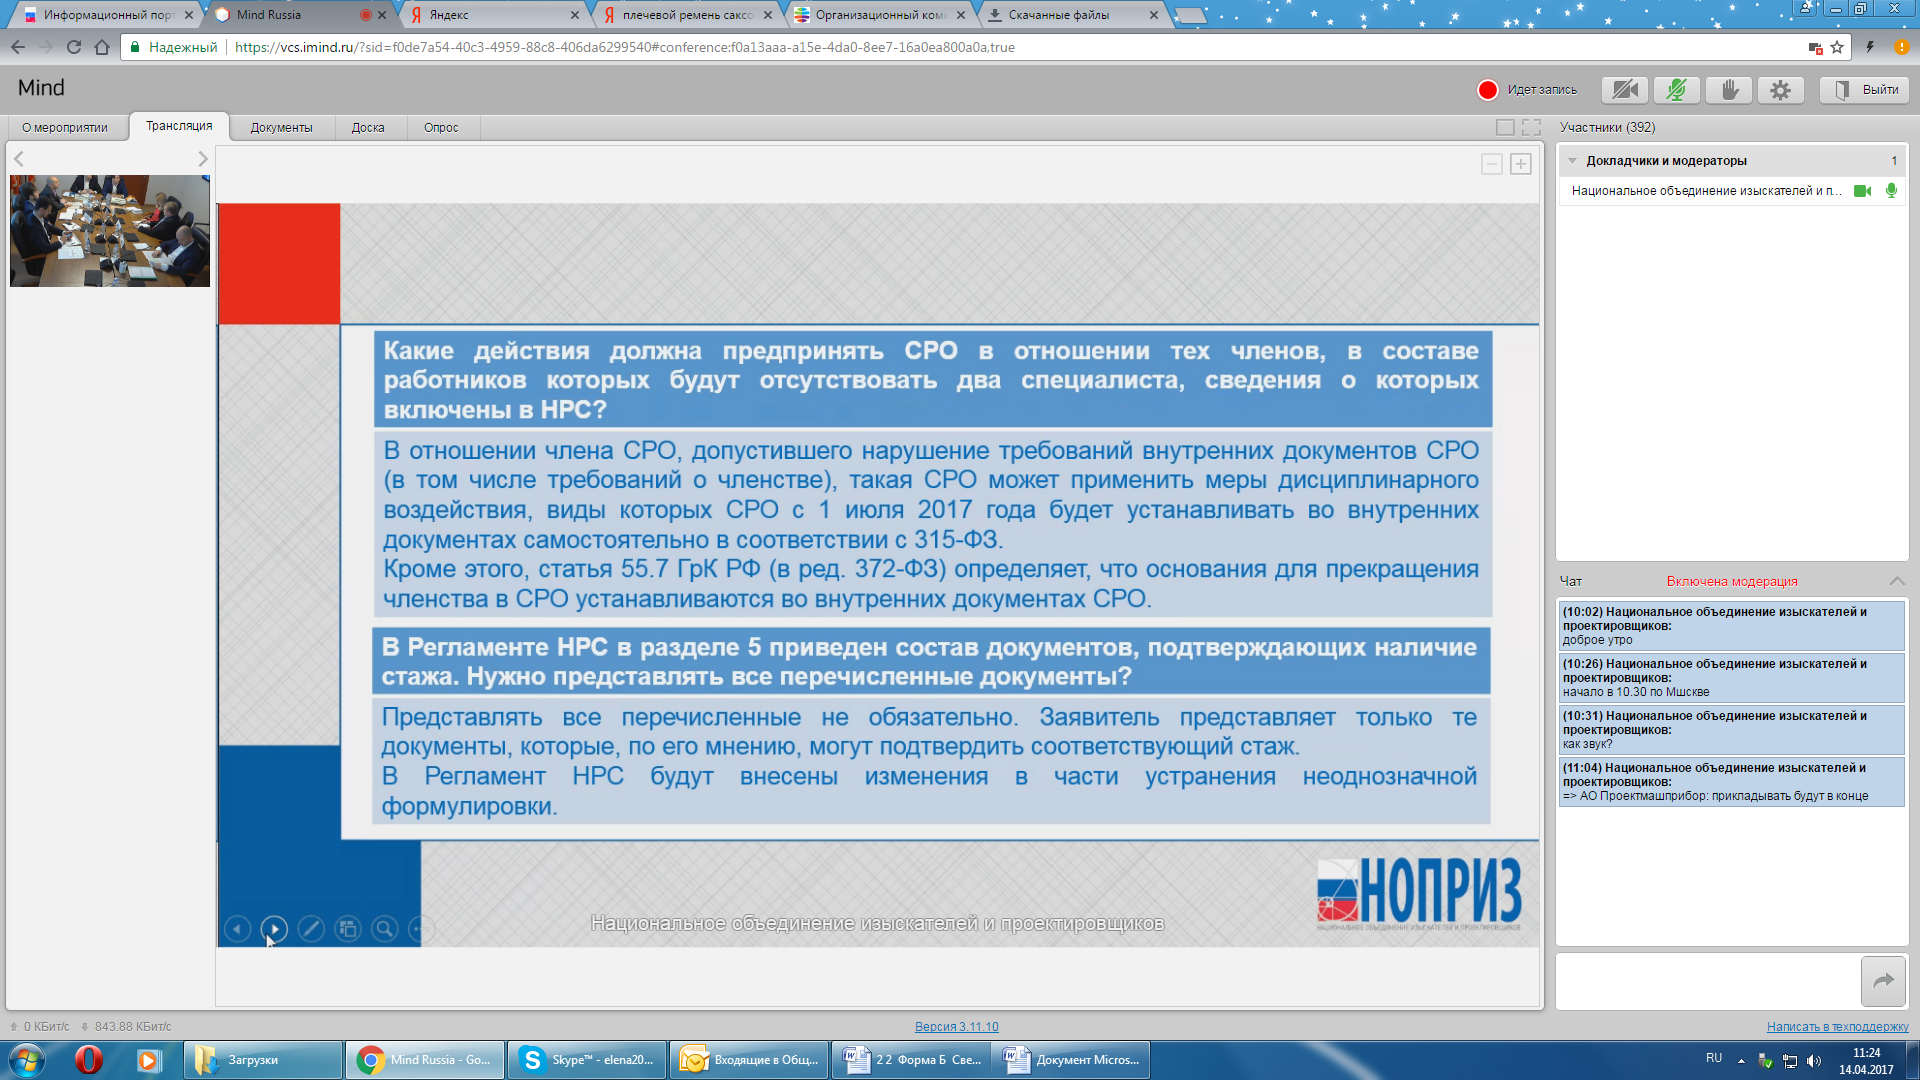 Информационный порт
Mind Russia
Яндекс
плечевой ремень саксо
Организационный ком
Скачанные файлы
Надежный
https://vcs.imind.ru/?sid=f0de7a54-40c3-4959-88c8-406da6299540#conference:f0a13aaa-a15e-4da0-8ee7-16a0ea800a0a,true
Mind
Идет запись
Выйти
О мероприятии
Трансляция
Документы
Доска
Опрос
Участники (392)
Докладчики и модераторы
1
Национальное объединение изыскателей и п...
Какие действия должна предпринять СРО в отношении тех членов, в составе
работников которых будут отсутствовать два специалиста, сведения о которых
включены в НРС?
В отношении члена СРО, допустившего нарушение требований внутренних документов СРО
(в том числе требований о членстве), такая СРО может применить меры дисциплинарного
воздействия, виды которых СРО с 1 июля 2017 года будет устанавливать во внутренних
документах самостоятельно в соответствии с 315-ФЗ.
Кроме этого, статья 55.7 ГрК РФ (в ред. 372-ФЗ) определяет, что основания для прекращения
членства в СРО устанавливаются во внутренних документах СРО.
В Регламенте НРС в разделе 5 приведен состав документов, подтверждающих наличие
стажа. Нужно представлять все перечисленные документы?
Представлять все перечисленные не обязательно. Заявитель представляет только те
документы, которые, по его мнению, могут подтвердить соответствующий стаж.
В Регламент НРС будут внесены изменения в части устранения неоднозначной
формулировки.
Национальное объединение изыскателей и проектировщиков
НОПРИЗ
НАЦИОНАЛЬНОЕ ОБЪЕДИНЕНИЕ ИЗЫСКАТЕЛЕЙ И ПРОЕКТИРОВЩИКОВ
Чат
Включена модерация
(10:02) Национальное объединение изыскателей и
проектировщиков:
доброе утро
(10:26) Национальное объединение изыскателей и
проектировщиков:
начало в 10.30 по Мшскве
(10:31) Национальное объединение изыскателей и
проектировщиков:
как звук?
(11:04) Национальное объединение изыскателей и
проектировщиков:
=> АО Проектмашприбор: прикладывать будут в конце
0 КБит/с
843.88 КБит/с
Версия 3.11.10
Написать в техподдержку
Загрузки
Mind Russia - Go...
Skype™ - elena20...
Входящие в Общ...
2 2 Форма Б Све...
Документ Micros...
RU
11:24
14.04.2017